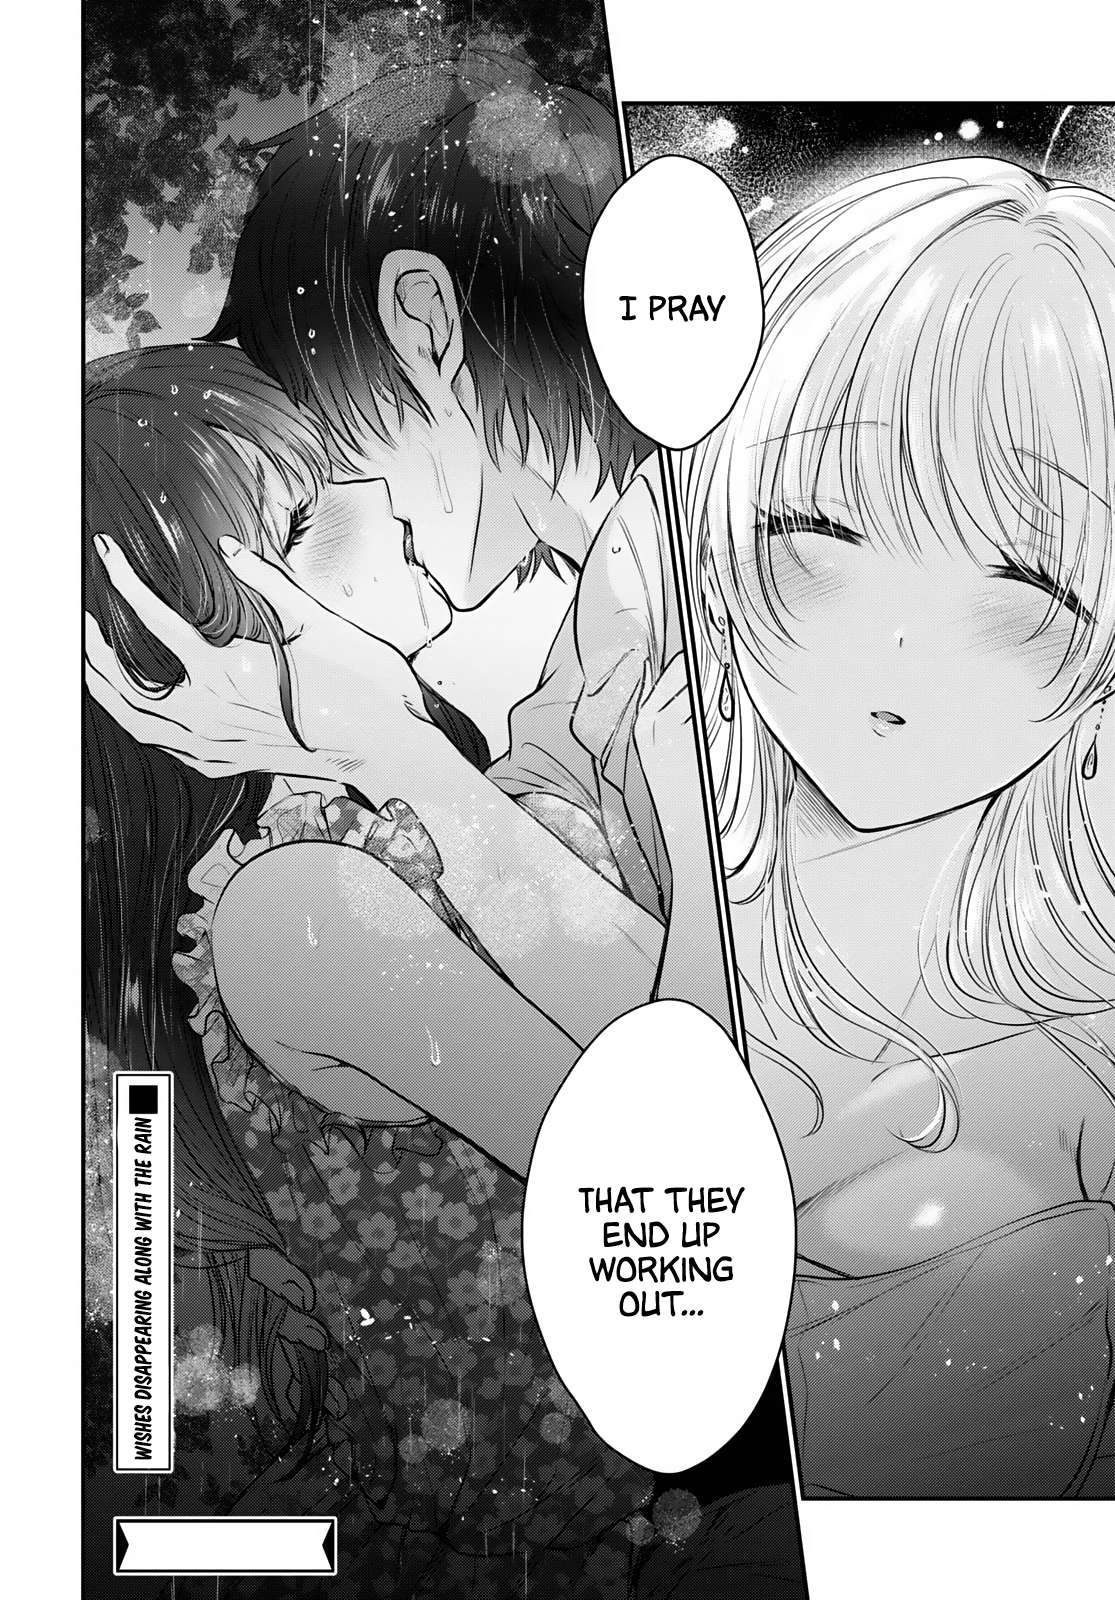 I PRAY
THAT THEY
END UP
WORKING
OUT...
WISHES DISAPPEARING ALONG WITH THE RAIN